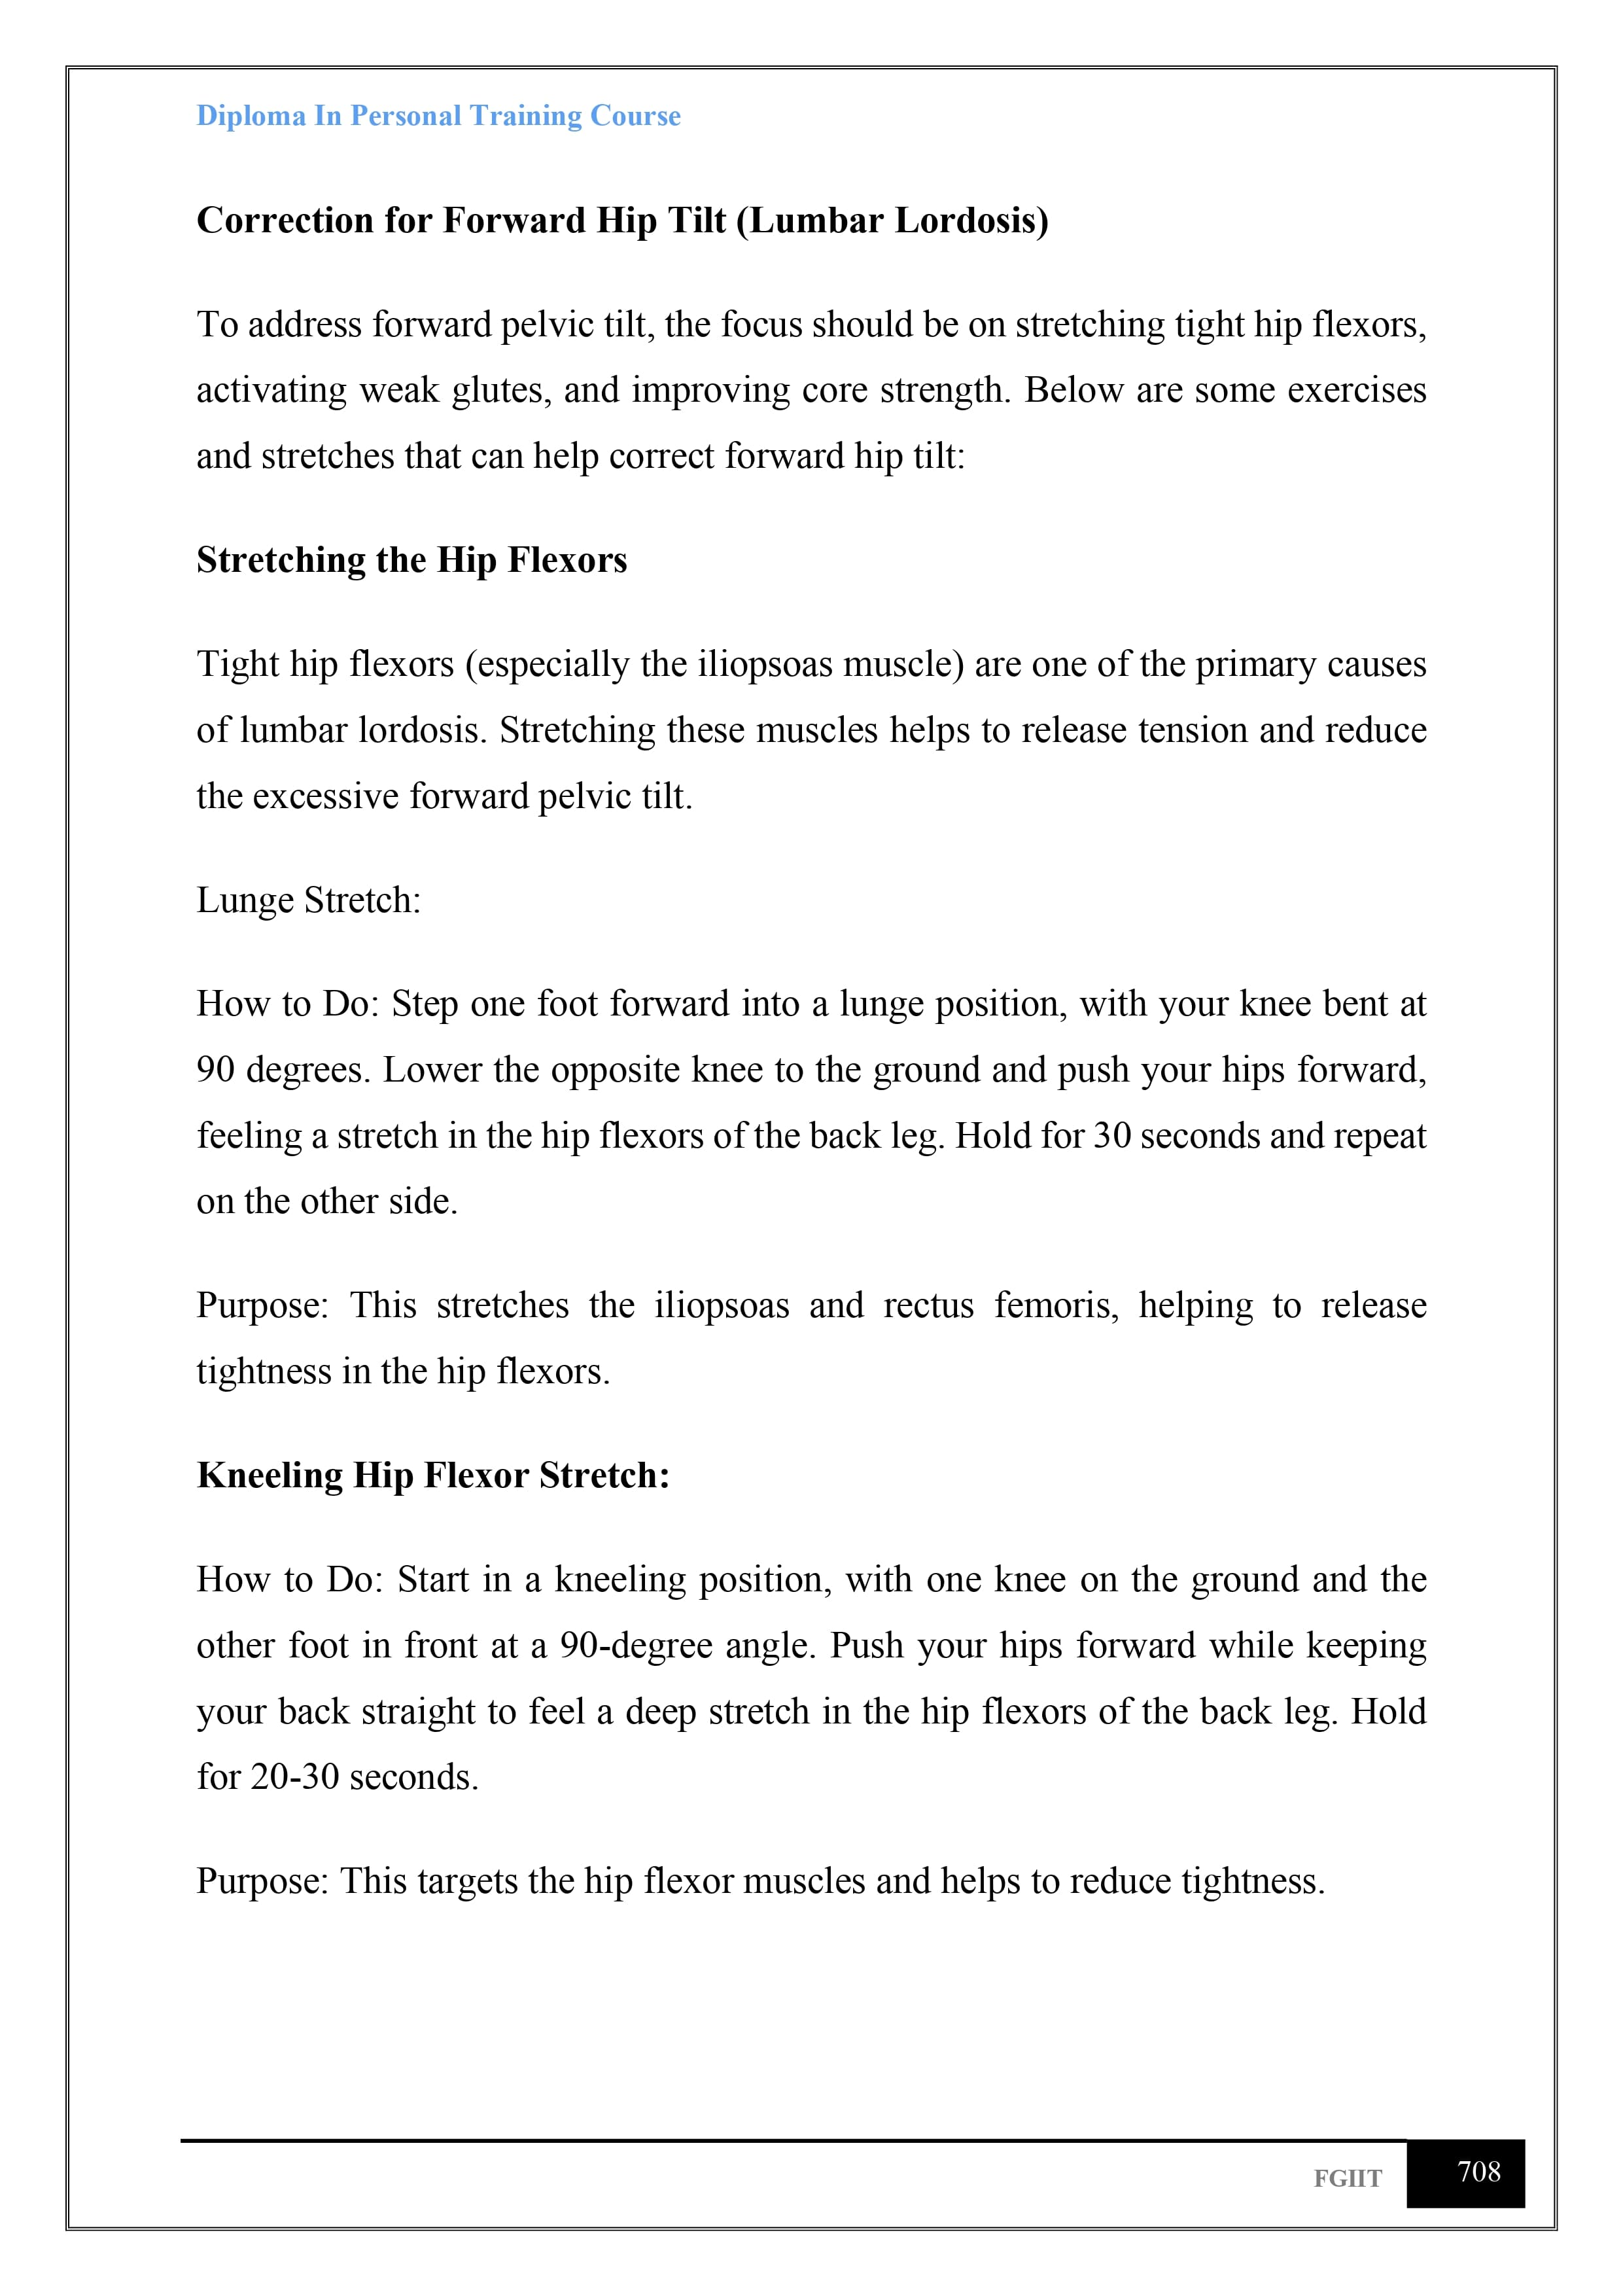 Diploma In Personal Training Course
Correction for Forward Hip Tilt (Lumbar Lordosis)
To address forward pelvic tilt, the focus should be on stretching tight hip flexors,
activating weak glutes, and improving core strength. Below are some exercises
and stretches that can help correct forward hip tilt:
Stretching the Hip Flexors
Tight hip flexors (especially the iliopsoas muscle) are one of the primary causes
of lumbar lordosis. Stretching these muscles helps to release tension and reduce
the excessive forward pelvic tilt.
Lunge Stretch:
How to Do: Step one foot forward into a lunge position, with your knee bent at
90 degrees. Lower the opposite knee to the ground and push your hips forward,
feeling a stretch in the hip flexors of the back leg. Hold for 30 seconds and repeat
on the other side.
Purpose: This stretches the iliopsoas and rectus femoris, helping to release
tightness in the hip flexors.
Kneeling Hip Flexor Stretch:
How to Do: Start in a kneeling position, with one knee on the ground and the
other foot in front at a 90-degree angle. Push your hips forward while keeping
your back straight to feel a deep stretch in the hip flexors of the back leg. Hold
for 20-30 seconds.
Purpose: This targets the hip flexor muscles and helps to reduce tightness.
FGIIT 708